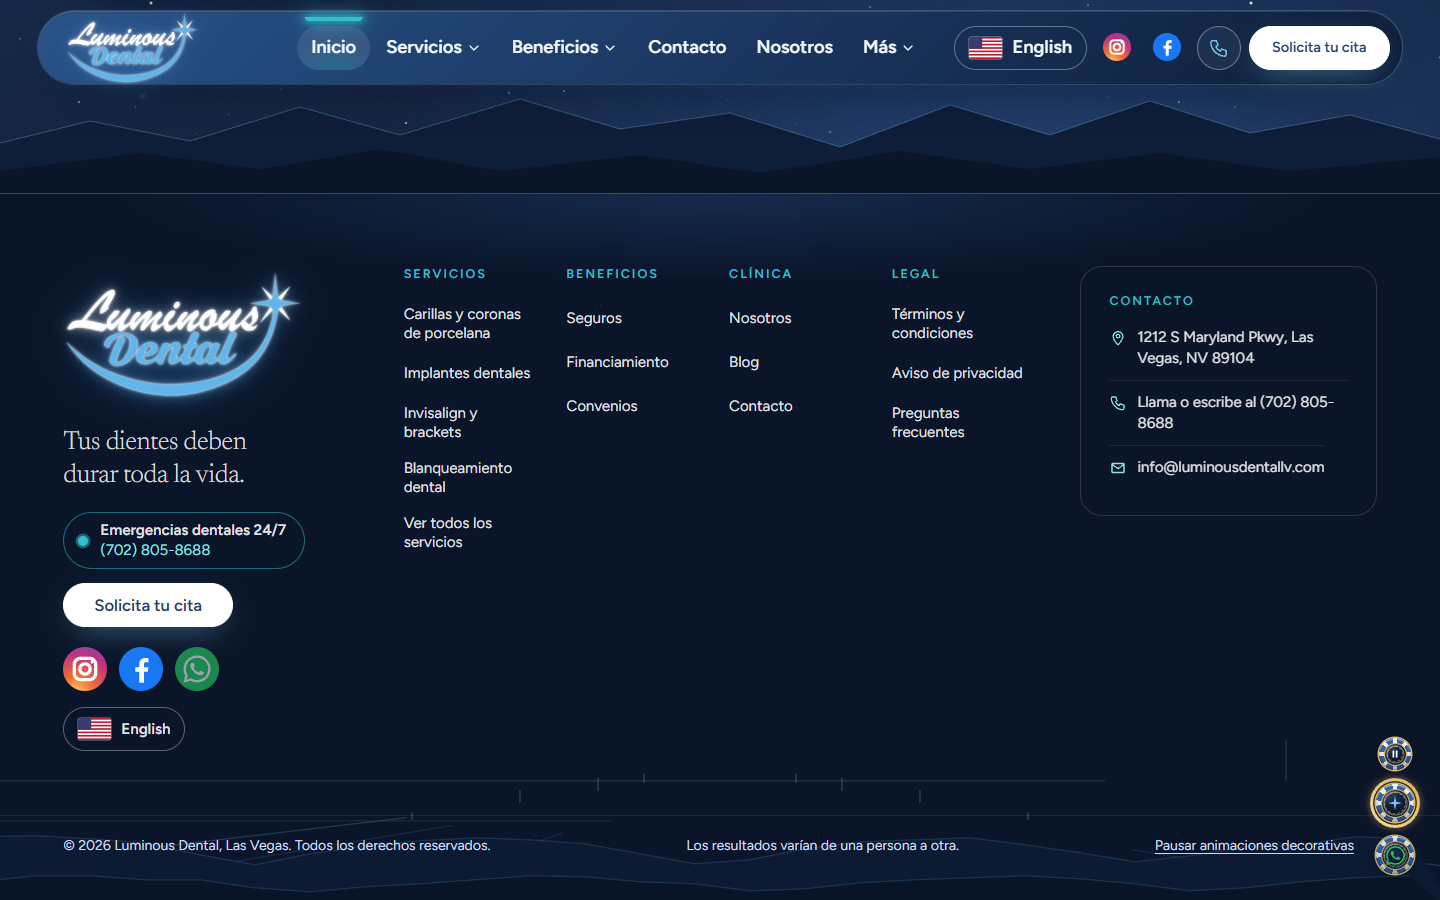 Luminous
Dental
Inicio
Servicios
Beneficios
Contacto
Nosotros
Más
English
Solicita tu cita
Luminous
Dental
Tus dientes deben
durar toda la vida.
Emergencias dentales 24/7
(702) 805-8688
Solicita tu cita
English
SERVICIOS
Carillas y coronas
de porcelana
Implantes dentales
Invisalign y
brackets
Blanqueamiento
dental
Ver todos los
servicios
BENEFICIOS
Seguros
Financiamiento
Convenios
CLÍNICA
Nosotros
Blog
Contacto
LEGAL
Términos y
condiciones
Aviso de privacidad
Preguntas
frecuentes
CONTACTO
1212 S Maryland Pkwy, Las
Vegas, NV 89104
Llama o escribe al (702) 805-
8688
info@luminousdentallv.com
© 2026 Luminous Dental, Las Vegas. Todos los derechos reservados.
Los resultados varían de una persona a otra.
Pausar animaciones decorativas